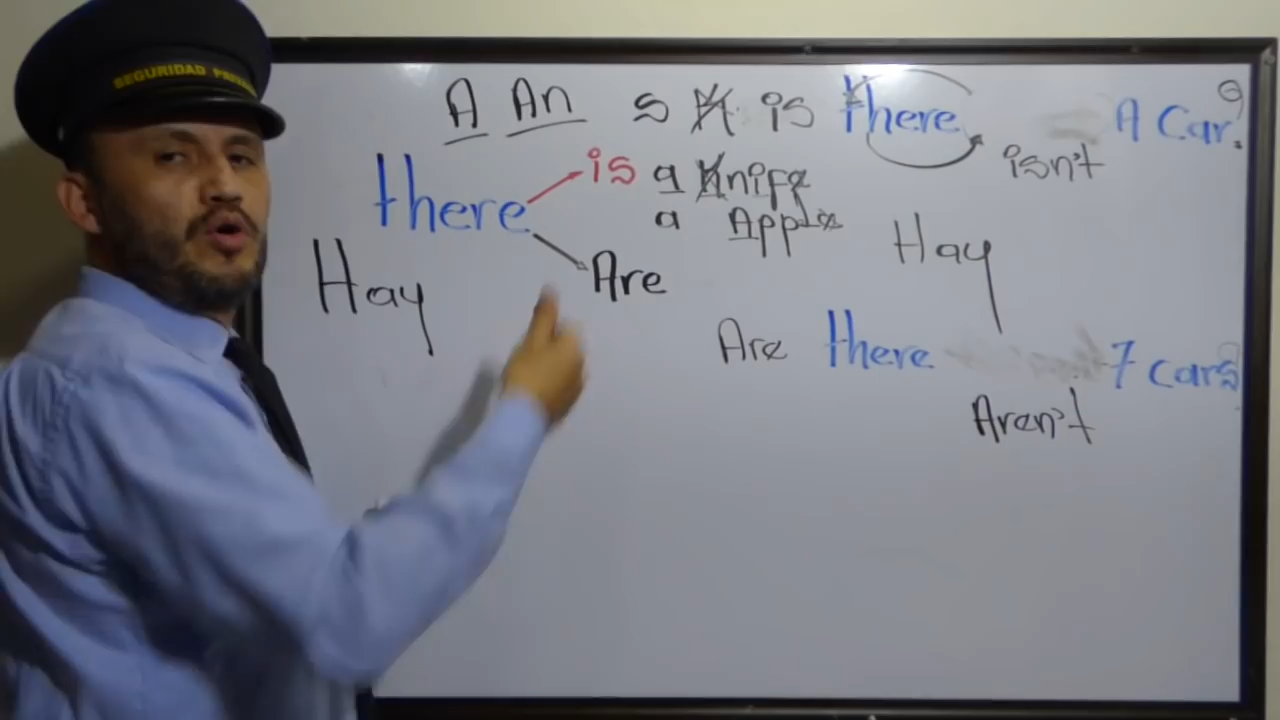 SEGURIDAD
A An s K is there A Car.
isn't
there is a Knife
a Apple
Hay
Are
Hay
Are there 7 cars
Aren't